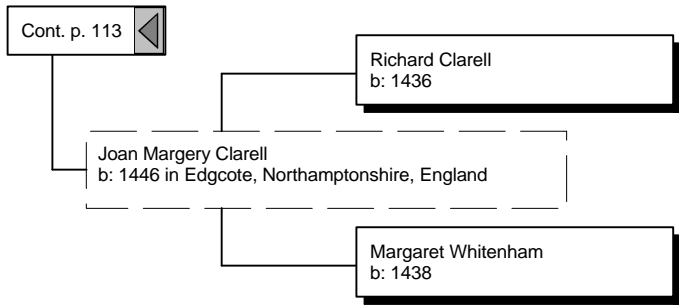 Cont. p. 113
Richard Clarell
b: 1436
Joan Margery Clarell
b: 1446 in Edgcote, Northamptonshire, England
Margaret Whitenham
b: 1438